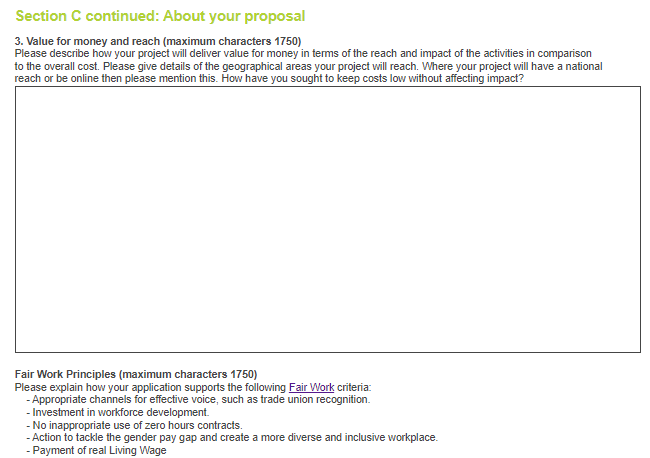 Section C continued: About your proposal
3. Value for money and reach (maximum characters 1750)
Please describe how your project will deliver value for money in terms of the reach and impact of the activities in comparison
to the overall cost. Please give details of the geographical areas your project will reach. Where your project will have a national
reach or be online then please mention this. How have you sought to keep costs low without affecting impact?
Fair Work Principles (maximum characters 1750)
Please explain how your application supports the following Fair Work criteria:
- Appropriate channels for effective voice, such as trade union recognition.
- Investment in workforce development.
- No inappropriate use of zero hours contracts.
- Action to tackle the gender pay gap and create a more diverse and inclusive workplace.
- Payment of real Living Wage